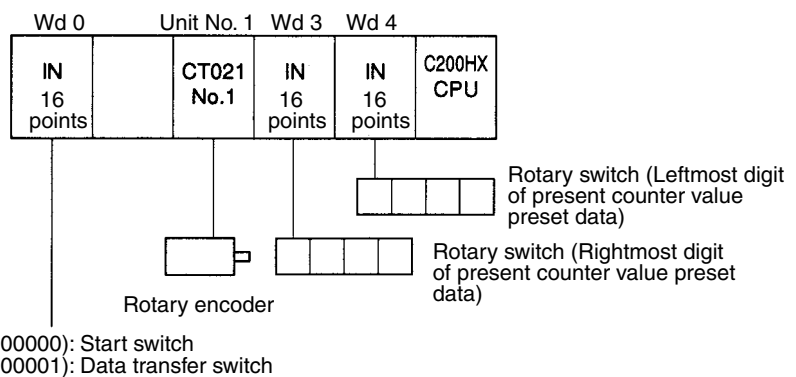 Wd 0 Unit No. 1 Wd 3 Wd 4
IN
16
points
CT021
No.1
IN
16
points
IN
16
points
C200HX
CPU
Rotary switch (Leftmost digit
of present counter value
preset data)
Rotary switch (Rightmost digit
of present counter value preset
data)
Rotary encoder
00000): Start switch
00001): Data transfer switch